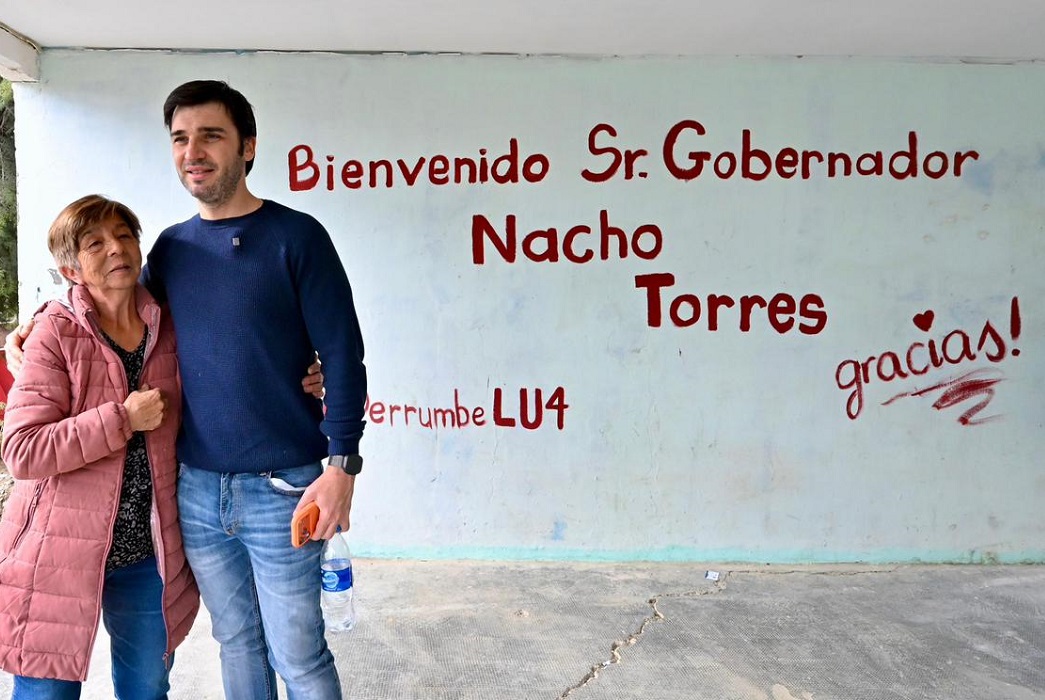 Bienvenido Sr. Gobernador
Nacho
Torres
gracias!
Derrumbe LU4